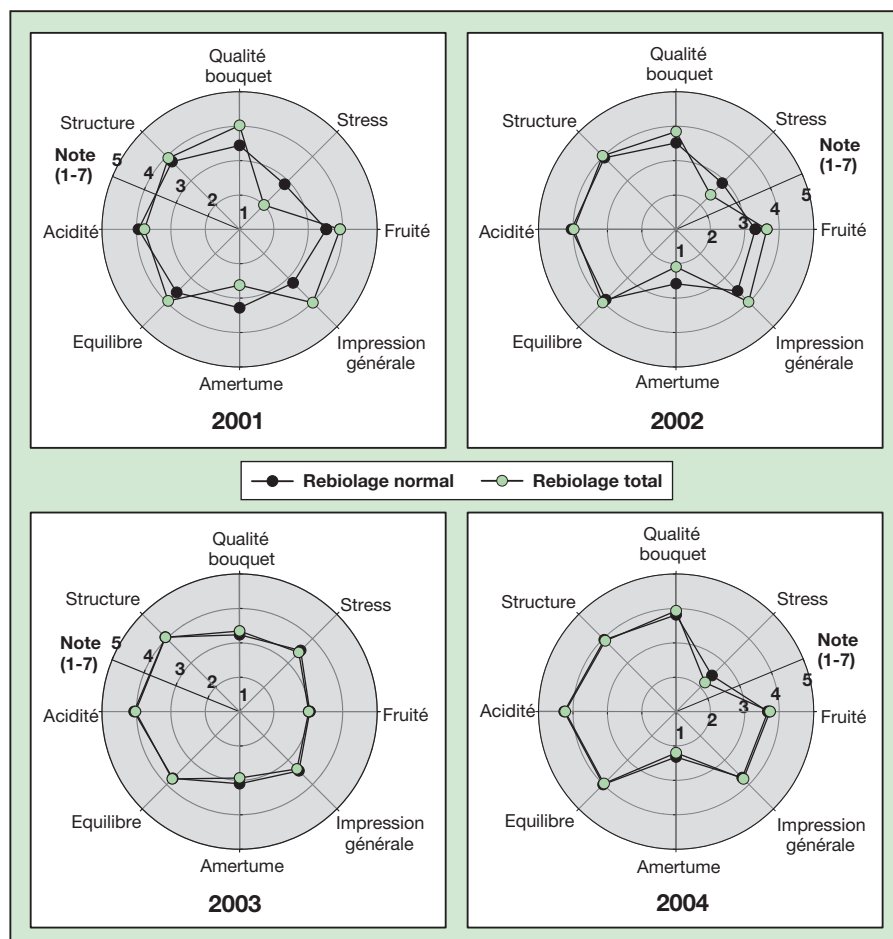 Qualité
bouquet
Structure
Stress
Note
(1-7)
5
4
3
2
1
Acidité
Fruité
Equilibre
Impression
générale
Amertume
2001
Qualité
bouquet
Structure
Stress
Note
(1-7)
5
4
3
2
1
Acidité
Fruité
Equilibre
Impression
générale
Amertume
2002
Rebiolage normal Rebiolage total
Qualité
bouquet
Structure
Stress
Note
(1-7)
5
4
3
2
1
Acidité
Fruité
Equilibre
Impression
générale
Amertume
2003
Qualité
bouquet
Structure
Stress
Note
(1-7)
5
4
3
2
1
Acidité
Fruité
Equilibre
Impression
générale
Amertume
2004